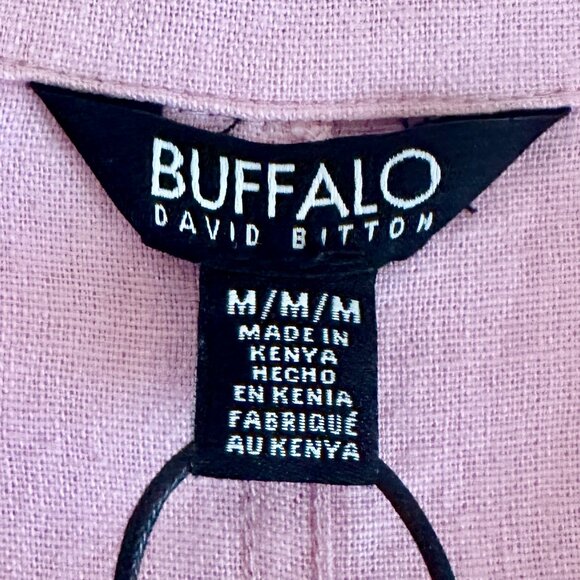 BUFFALO
DAVID BITTON
M/M/M
MADE IN
KENYA
HECHO
EN KENIA
FABRIQUÉ
AU KENYA